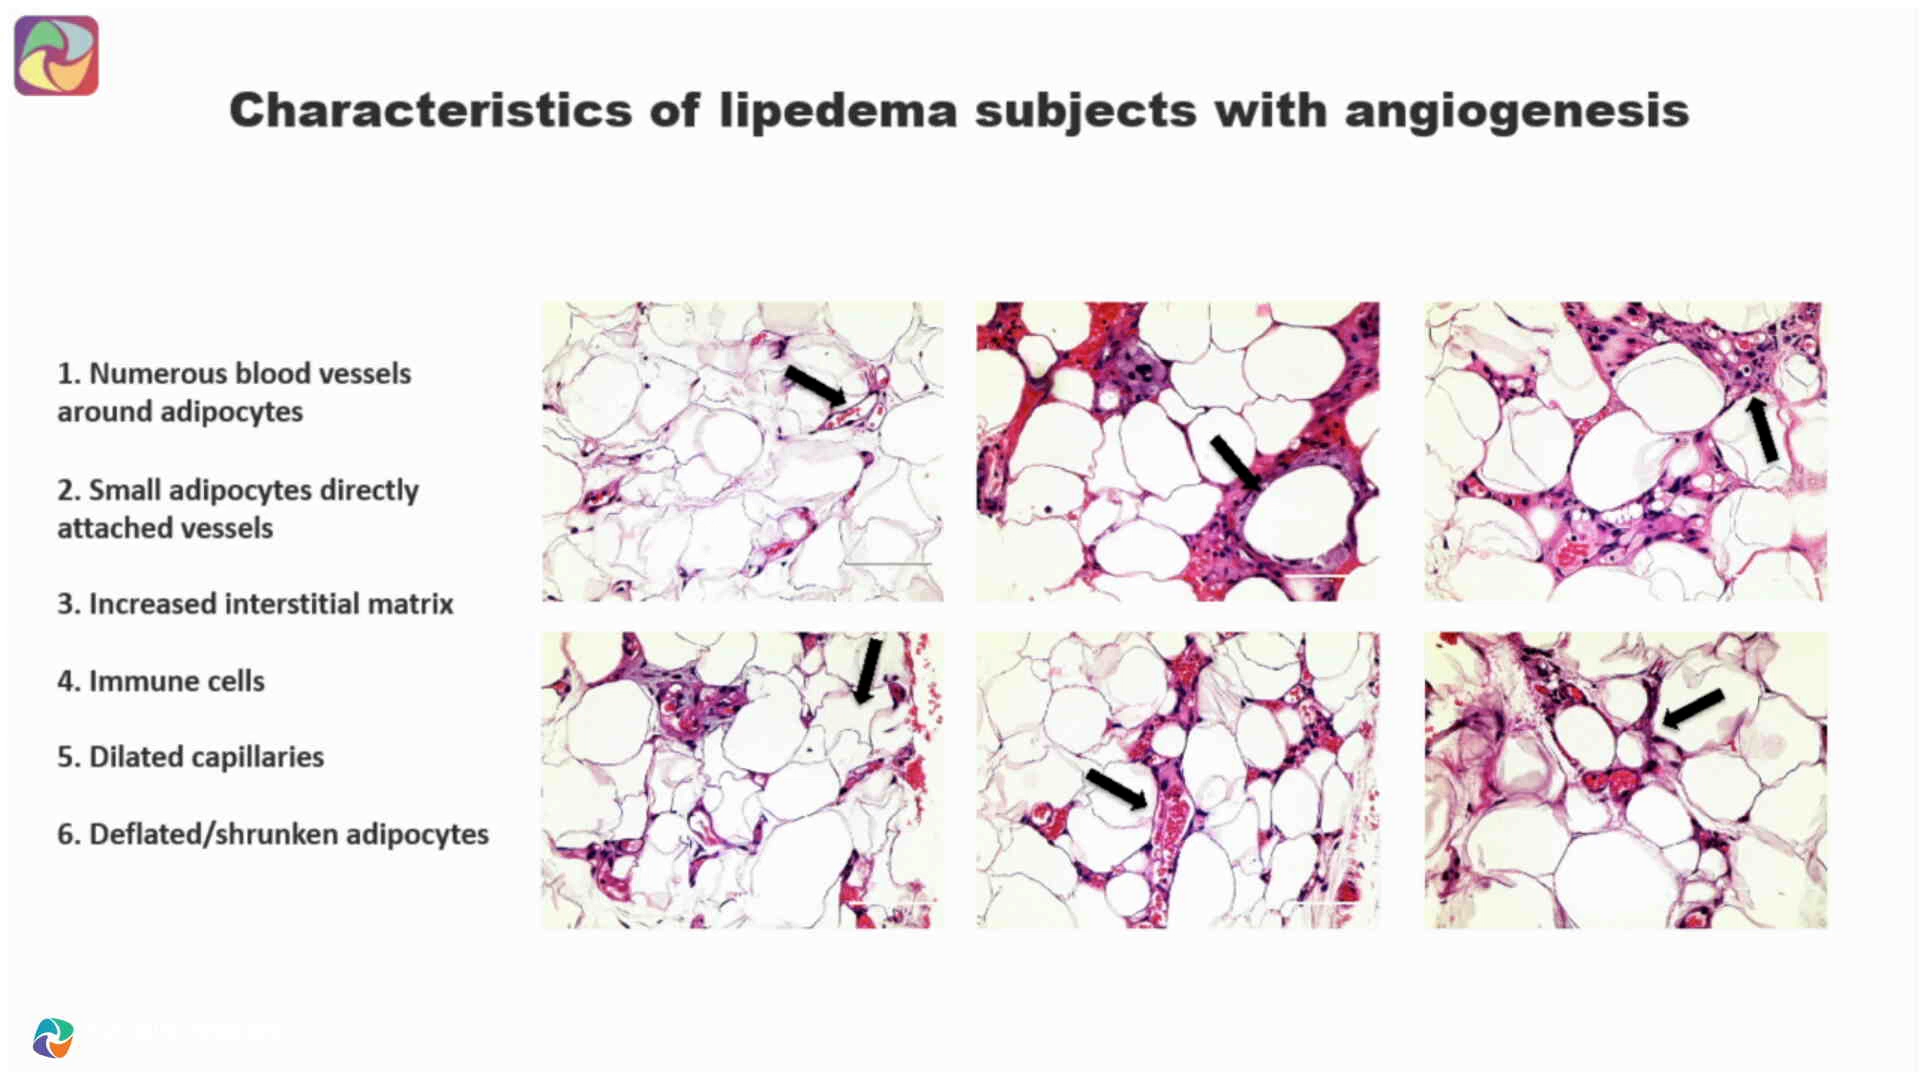 Characteristics of lipedema subjects with angiogenesis
1. Numerous blood vessels
around adipocytes
2. Small adipocytes directly
attached vessels
3. Increased interstitial matrix
4. Immune cells
5. Dilated capillaries
6. Deflated/shrunken adipocytes